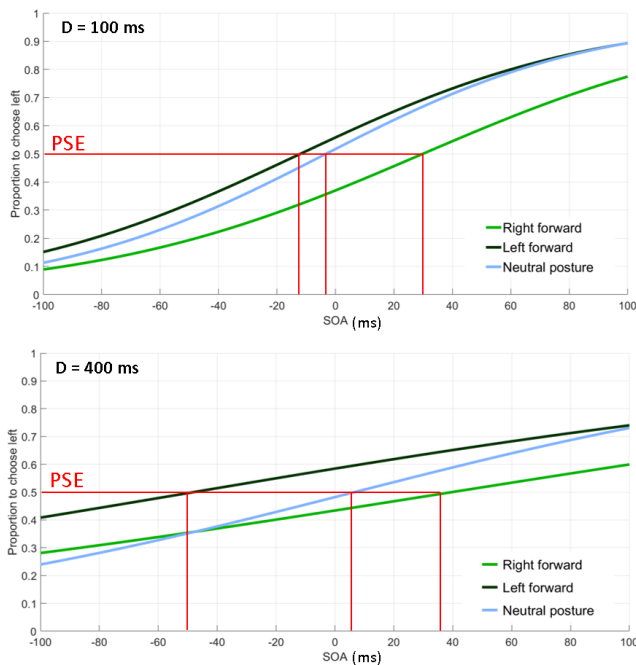 D = 100 ms
1
0.9
0.8
0.7
0.6
0.5
0.4
0.3
0.2
0.1
0
Proportion to choose left
PSE
Right forward
Left forward
Neutral posture
-100 -80 -60 -40 -20 0 20 40 60 80 100
SOA (ms)
D = 400 ms
1
0.9
0.8
0.7
0.6
0.5
0.4
0.3
0.2
0.1
0
Proportion to choose left
PSE
Right forward
Left forward
Neutral posture
-100 -80 -60 -40 -20 0 20 40 60 80 100
SOA (ms)